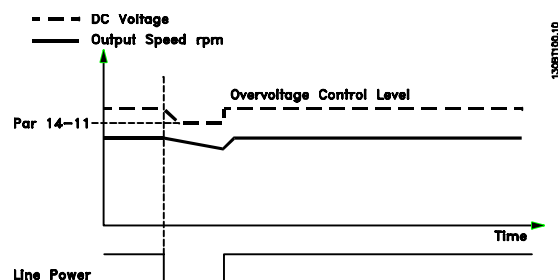 DC Voltage
Output Speed rpm
130BT100.10
Overvoltage Control Level
Par 14-11
Time
Line Power